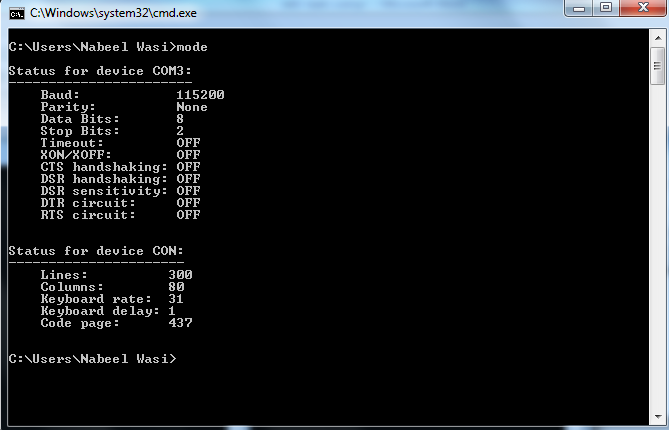 C:\Windows\system32\cmd.exe
C:\Users\Nabeel Wasi>mode
Status for device COM3:
-----------------------
    Baud:            115200
    Parity:          None
    Data Bits:       8
    Stop Bits:       2
    Timeout:         OFF
    XON/XOFF:        OFF
    CTS handshaking: OFF
    DSR handshaking: OFF
    DSR sensitivity: OFF
    DTR circuit:     OFF
    RTS circuit:     OFF
Status for device CON:
----------------------
    Lines:          300
    Columns:        80
    Keyboard rate:  31
    Keyboard delay: 1
    Code page:      437
C:\Users\Nabeel Wasi>